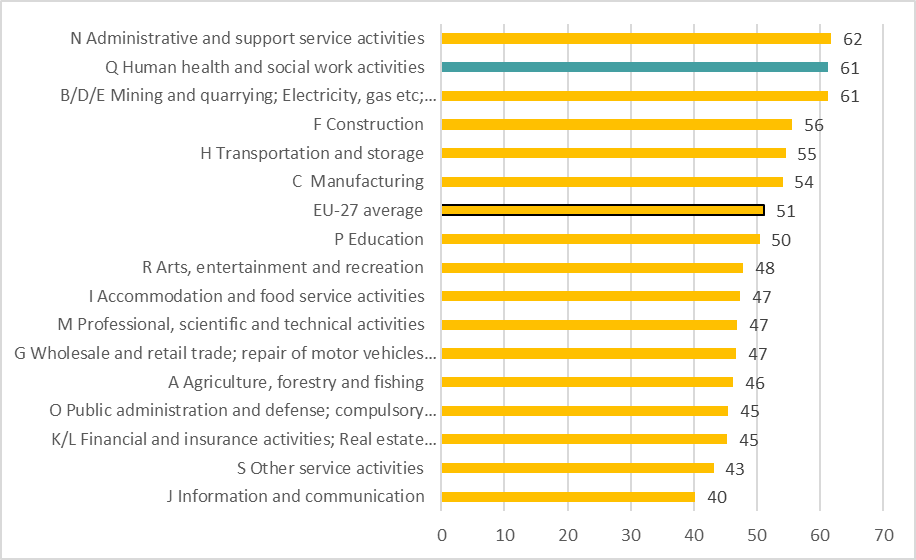 N Administrative and support service activities 62
Q Human health and social work activities 61
B/D/E Mining and quarrying; Electricity, gas etc;... 61
F Construction 56
H Transportation and storage 55
C  Manufacturing 54
EU-27 average 51
P Education 50
R Arts, entertainment and recreation 48
I Accommodation and food service activities 47
M Professional, scientific and technical activities 47
G Wholesale and retail trade; repair of motor vehicles... 47
A Agriculture, forestry and fishing 46
O Public administration and defense; compulsory... 45
K/L Financial and insurance activities; Real estate... 45
S Other service activities 43
J Information and communication 40
0 10 20 30 40 50 60 70